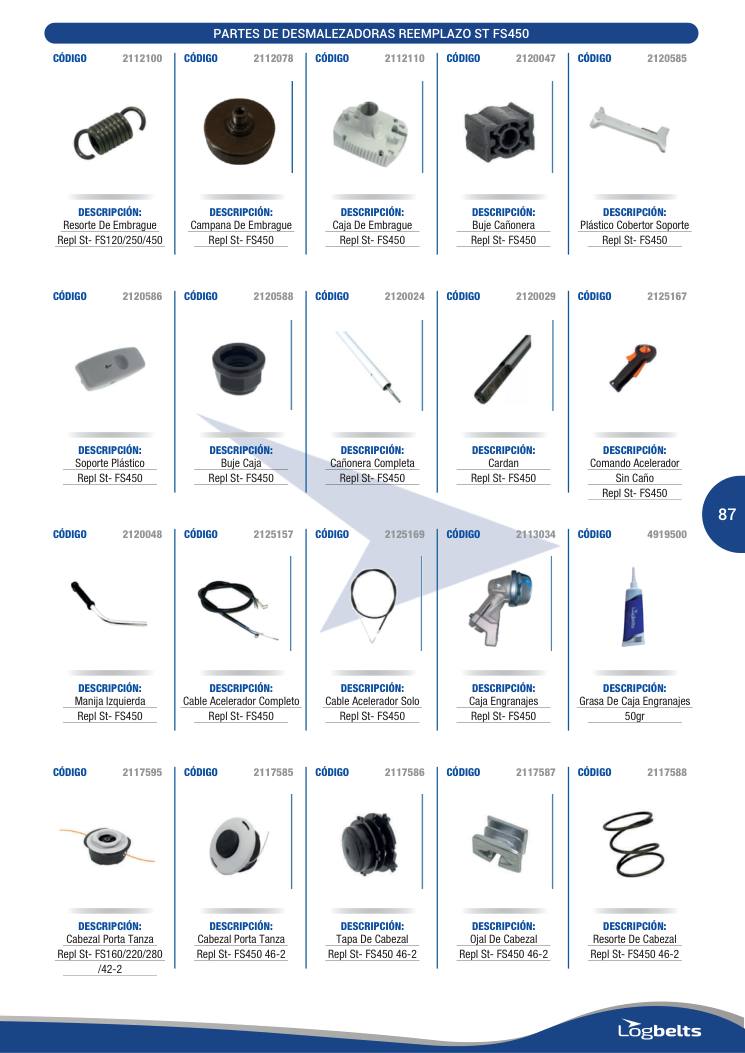 PARTES DE DESMALEZADORAS REEMPLAZO ST FS450
CÓDIGO 2112100
DESCRIPCIÓN:
Resorte De Embrague
Repl St- FS120/250/450
CÓDIGO 2112078
DESCRIPCIÓN:
Campana De Embrague
Repl St- FS450
CÓDIGO 2112110
DESCRIPCIÓN:
Caja De Embrague
Repl St- FS450
CÓDIGO 2120047
DESCRIPCIÓN:
Buje Cañonera
Repl St- FS450
CÓDIGO 2120585
DESCRIPCIÓN:
Plástico Cobertor Soporte
Repl St- FS450
CÓDIGO 2120586
DESCRIPCIÓN:
Soporte Plástico
Repl St- FS450
CÓDIGO 2120588
DESCRIPCIÓN:
Buje Caja
Repl St- FS450
CÓDIGO 2120024
DESCRIPCIÓN:
Cañonera Completa
Repl St- FS450
CÓDIGO 2120029
DESCRIPCIÓN:
Cardan
Repl St- FS450
CÓDIGO 2125167
DESCRIPCIÓN:
Comando Acelerador
Sin Caño
Repl St- FS450
87
CÓDIGO 2120048
DESCRIPCIÓN:
Manija Izquierda
Repl St- FS450
CÓDIGO 2125157
DESCRIPCIÓN:
Cable Acelerador Completo
Repl St- FS450
CÓDIGO 2125169
DESCRIPCIÓN:
Cable Acelerador Solo
Repl St- FS450
CÓDIGO 2113034
DESCRIPCIÓN:
Caja Engranajes
Repl St- FS450
CÓDIGO 4919500
Logbelts
DESCRIPCIÓN:
Grasa De Caja Engranajes
50gr
CÓDIGO 2117595
DESCRIPCIÓN:
Cabezal Porta Tanza
Repl St- FS160/220/280
/42-2
CÓDIGO 2117585
DESCRIPCIÓN:
Cabezal Porta Tanza
Repl St- FS450 46-2
CÓDIGO 2117586
DESCRIPCIÓN:
Tapa De Cabezal
Repl St- FS450 46-2
CÓDIGO 2117587
DESCRIPCIÓN:
Ojal De Cabezal
Repl St- FS450 46-2
CÓDIGO 2117588
DESCRIPCIÓN:
Resorte De Cabezal
Repl St- FS450 46-2
Logbelts